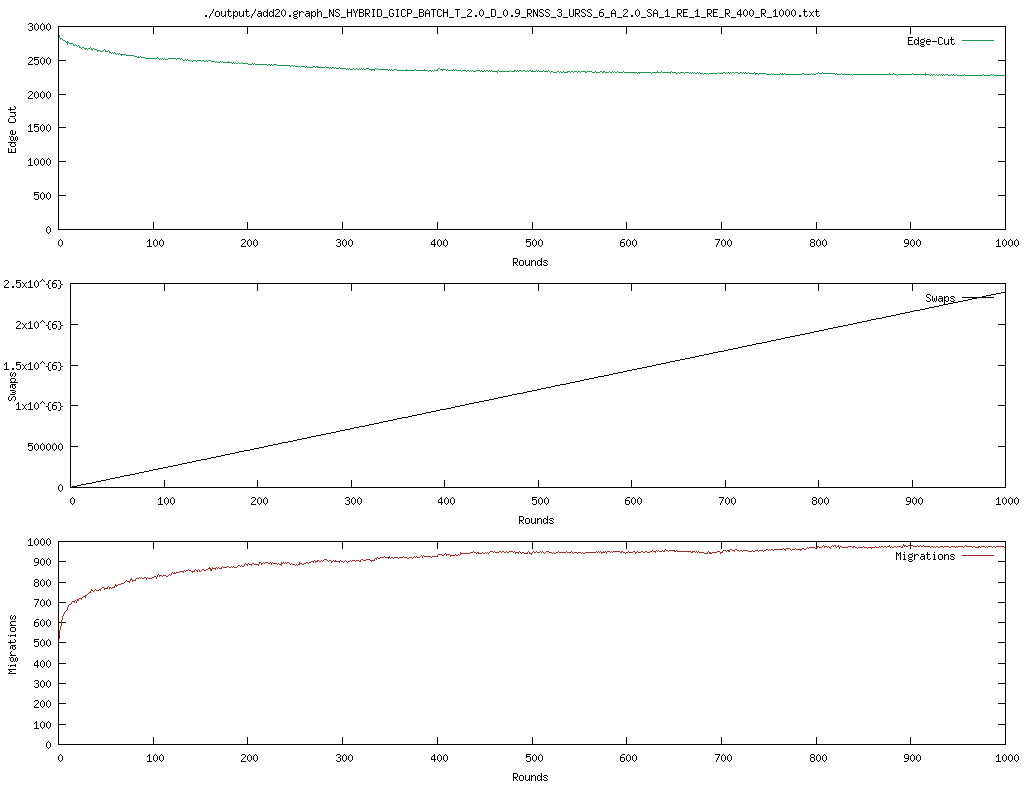 ./output/add20.graph_NS_HYBRID_GICP_BATCH_T_2.0_D_0.9_RNSS_3_URSS_6_A_2.0_SA_1_RE_1_RE_R_400_R_1000.txt
3000
2500
2000
1500
1000
500
0
Edge Cut
Edge-Cut
0 100 200 300 400 500 600 700 800 900 1000
Rounds
2.5x10^{6}
2x10^{6}
1.5x10^{6}
1x10^{6}
500000
0
Swaps
Swaps
0 100 200 300 400 500 600 700 800 900 1000
Rounds
1000
900
800
700
600
500
400
300
200
100
0
Migrations
Migrations
0 100 200 300 400 500 600 700 800 900 1000
Rounds